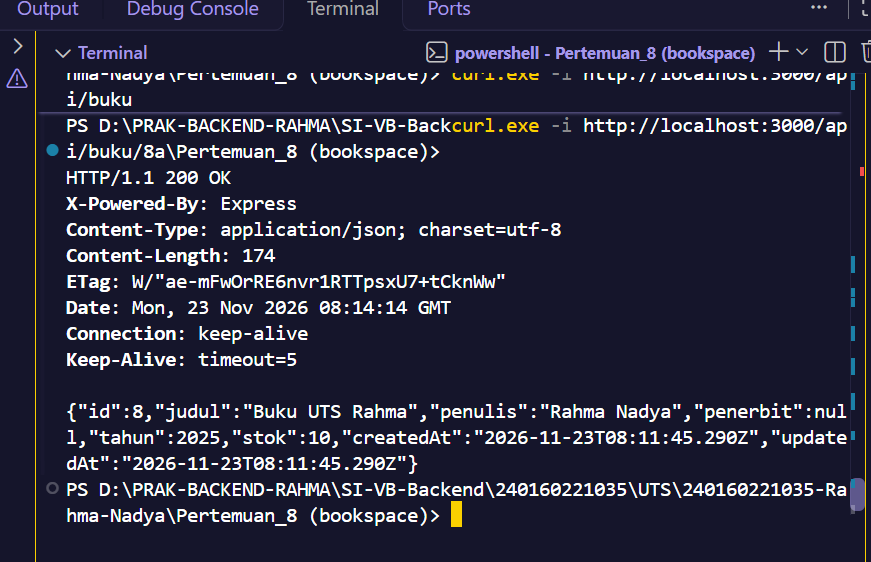 Output Debug Console Terminal Ports ...
Terminal powershell - Pertemuan_8 (bookspace)
hma-Nadya\Pertemuan_8 (bookspace)> curl.exe -i http://localhost:3000/ap
i/buku
PS D:\PRAK-BACKEND-RAHMA\SI-VB-Backcurl.exe -i http://localhost:3000/ap
i/buku/8a\Pertemuan_8 (bookspace)>
HTTP/1.1 200 OK
X-Powered-By: Express
Content-Type: application/json; charset=utf-8
Content-Length: 174
ETag: W/"ae-mFwOrRE6nvr1RTTpsxU7+tCknWw"
Date: Mon, 23 Nov 2026 08:14:14 GMT
Connection: keep-alive
Keep-Alive: timeout=5
{"id":8,"judul":"Buku UTS Rahma","penulis":"Rahma Nadya","penerbit":nul
l,"tahun":2025,"stok":10,"createdAt":"2026-11-23T08:11:45.290Z","update
dAt":"2026-11-23T08:11:45.290Z"}
PS D:\PRAK-BACKEND-RAHMA\SI-VB-Backend\240160221035\UTS\240160221035-Ra
hma-Nadya\Pertemuan_8 (bookspace)>